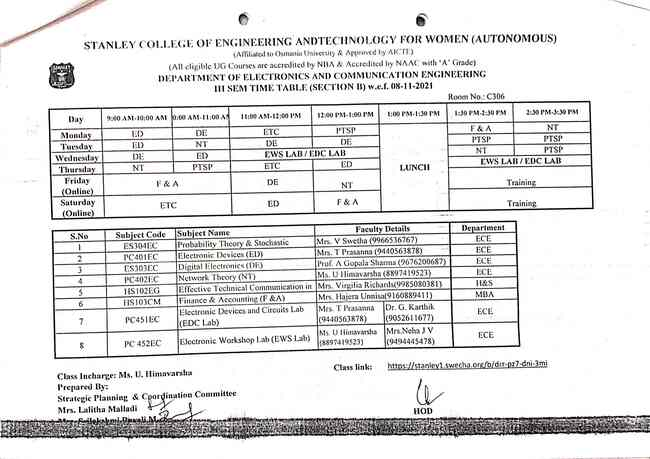 STANLEY COLLEGE OF ENGINEERING ANDTECHNOLOGY FOR WOMEN (AUTONOMOUS)
(Affiliated to Osmania University & Approved by AICTE)
(All eligible UG Courses are accredited by NBA & Accredited by NAAC with 'A' Grade)
DEPARTMENT OF ELECTRONICS AND COMMUNICATION ENGINEERING
III SEM TIME TABLE (SECTION B) w.e.f. 08-11-2021
Room No.: C306
Day 9:00 AM-10:00 AM 0:00 AM-11:00 AM 11:00 AM-12:00 PM 12:00 PM-1:00 PM 1:00 PM-1:30 PM 1:30 PM-2:30 PM 2:30 PM-3:30 PM
Monday ED DE ETC PTSP LUNCH F & A NT
Tuesday ED NT DE DE PTSP PTSP
Wednesday DE ED EWS LAB / EDC LAB NT PTSP
Thursday NT PTSP ETC ED EWS LAB / EDC LAB
Friday (Online) F & A DE NT Training
Saturday (Online) ETC ED F & A Training
S.No Subject Code Subject Name Faculty Details Department
1 ES304EC Probability Theory & Stochastic Mrs. V Swetha (9966536767) ECE
2 PC401EC Electronic Devices (ED) Mrs. T Prasanna (9440563878) ECE
3 ES303EC Digital Electronics (DE) Prof. A Gopala Sharma (9676200687) ECE
4 PC402EC Network Theory (NT) Ms. U Himavarsha (8897419523) ECE
5 HS102EG Effective Technical Communication in Mrs. Virgilia Richards(9985080381) H&S
6 HS103CM Finance & Accounting (F &A) Mrs. Hajera Unnisa(9160889411) MBA
7 PC451EC Electronic Devices and Circuits Lab (EDC Lab) Mrs. T Prasanna (9440563878) Dr. G. Karthik (9052611677) ECE
8 PC 452EC Electronic Workshop Lab (EWS Lab) Ms. U Himavarsha (8897419523) Mrs.Neha J V (9494445478) ECE
Class link: https://stanley1.swecha.org/b/dir-pz7-dni-3mi
Class Incharge: Ms. U. Himavarsha
Prepared By:
Strategic Planning & Coordination Committee
Mrs. Lalitha Malladi
HOD